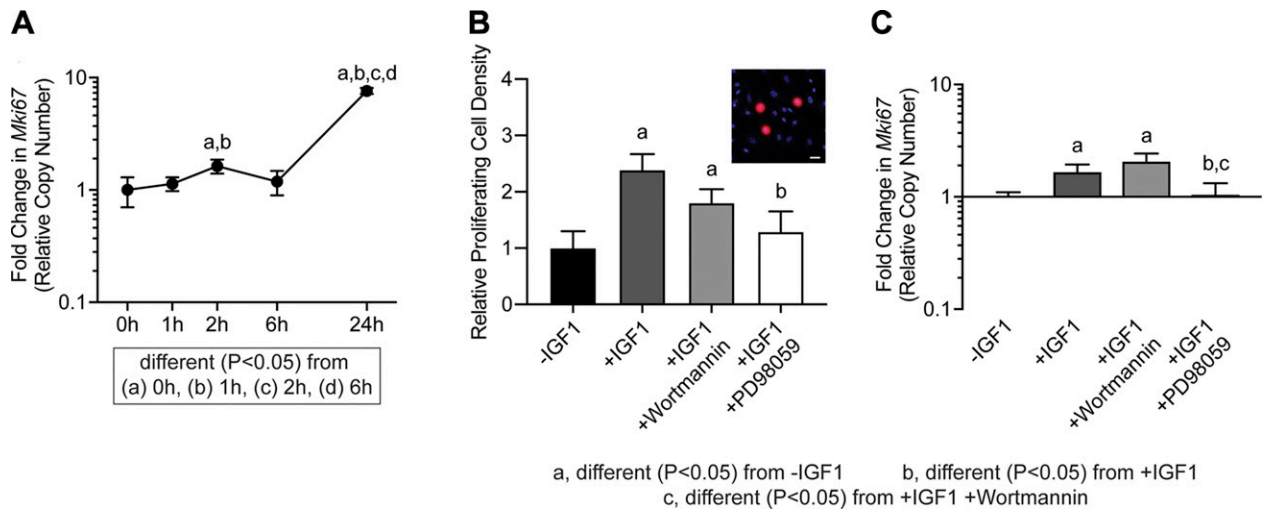 A
Fold Change in Mki67
(Relative Copy Number)
10
1
0.1
a,b
a,b,c,d
0h 1h 2h 6h 24h
different (P<0.05) from
(a) 0h, (b) 1h, (c) 2h, (d) 6h
B
Relative Proliferating Cell Density
4
3
2
1
0
a
a
b
-IGF1
+IGF1
+IGF1
+Wortmannin
+IGF1
+PD98059
C
Fold Change in Mki67
(Relative Copy Number)
10
1
0.1
a
a
b,c
-IGF1
+IGF1
+IGF1
+Wortmannin
+IGF1
+PD98059
a, different (P<0.05) from -IGF1
b, different (P<0.05) from +IGF1
c, different (P<0.05) from +IGF1 +Wortmannin